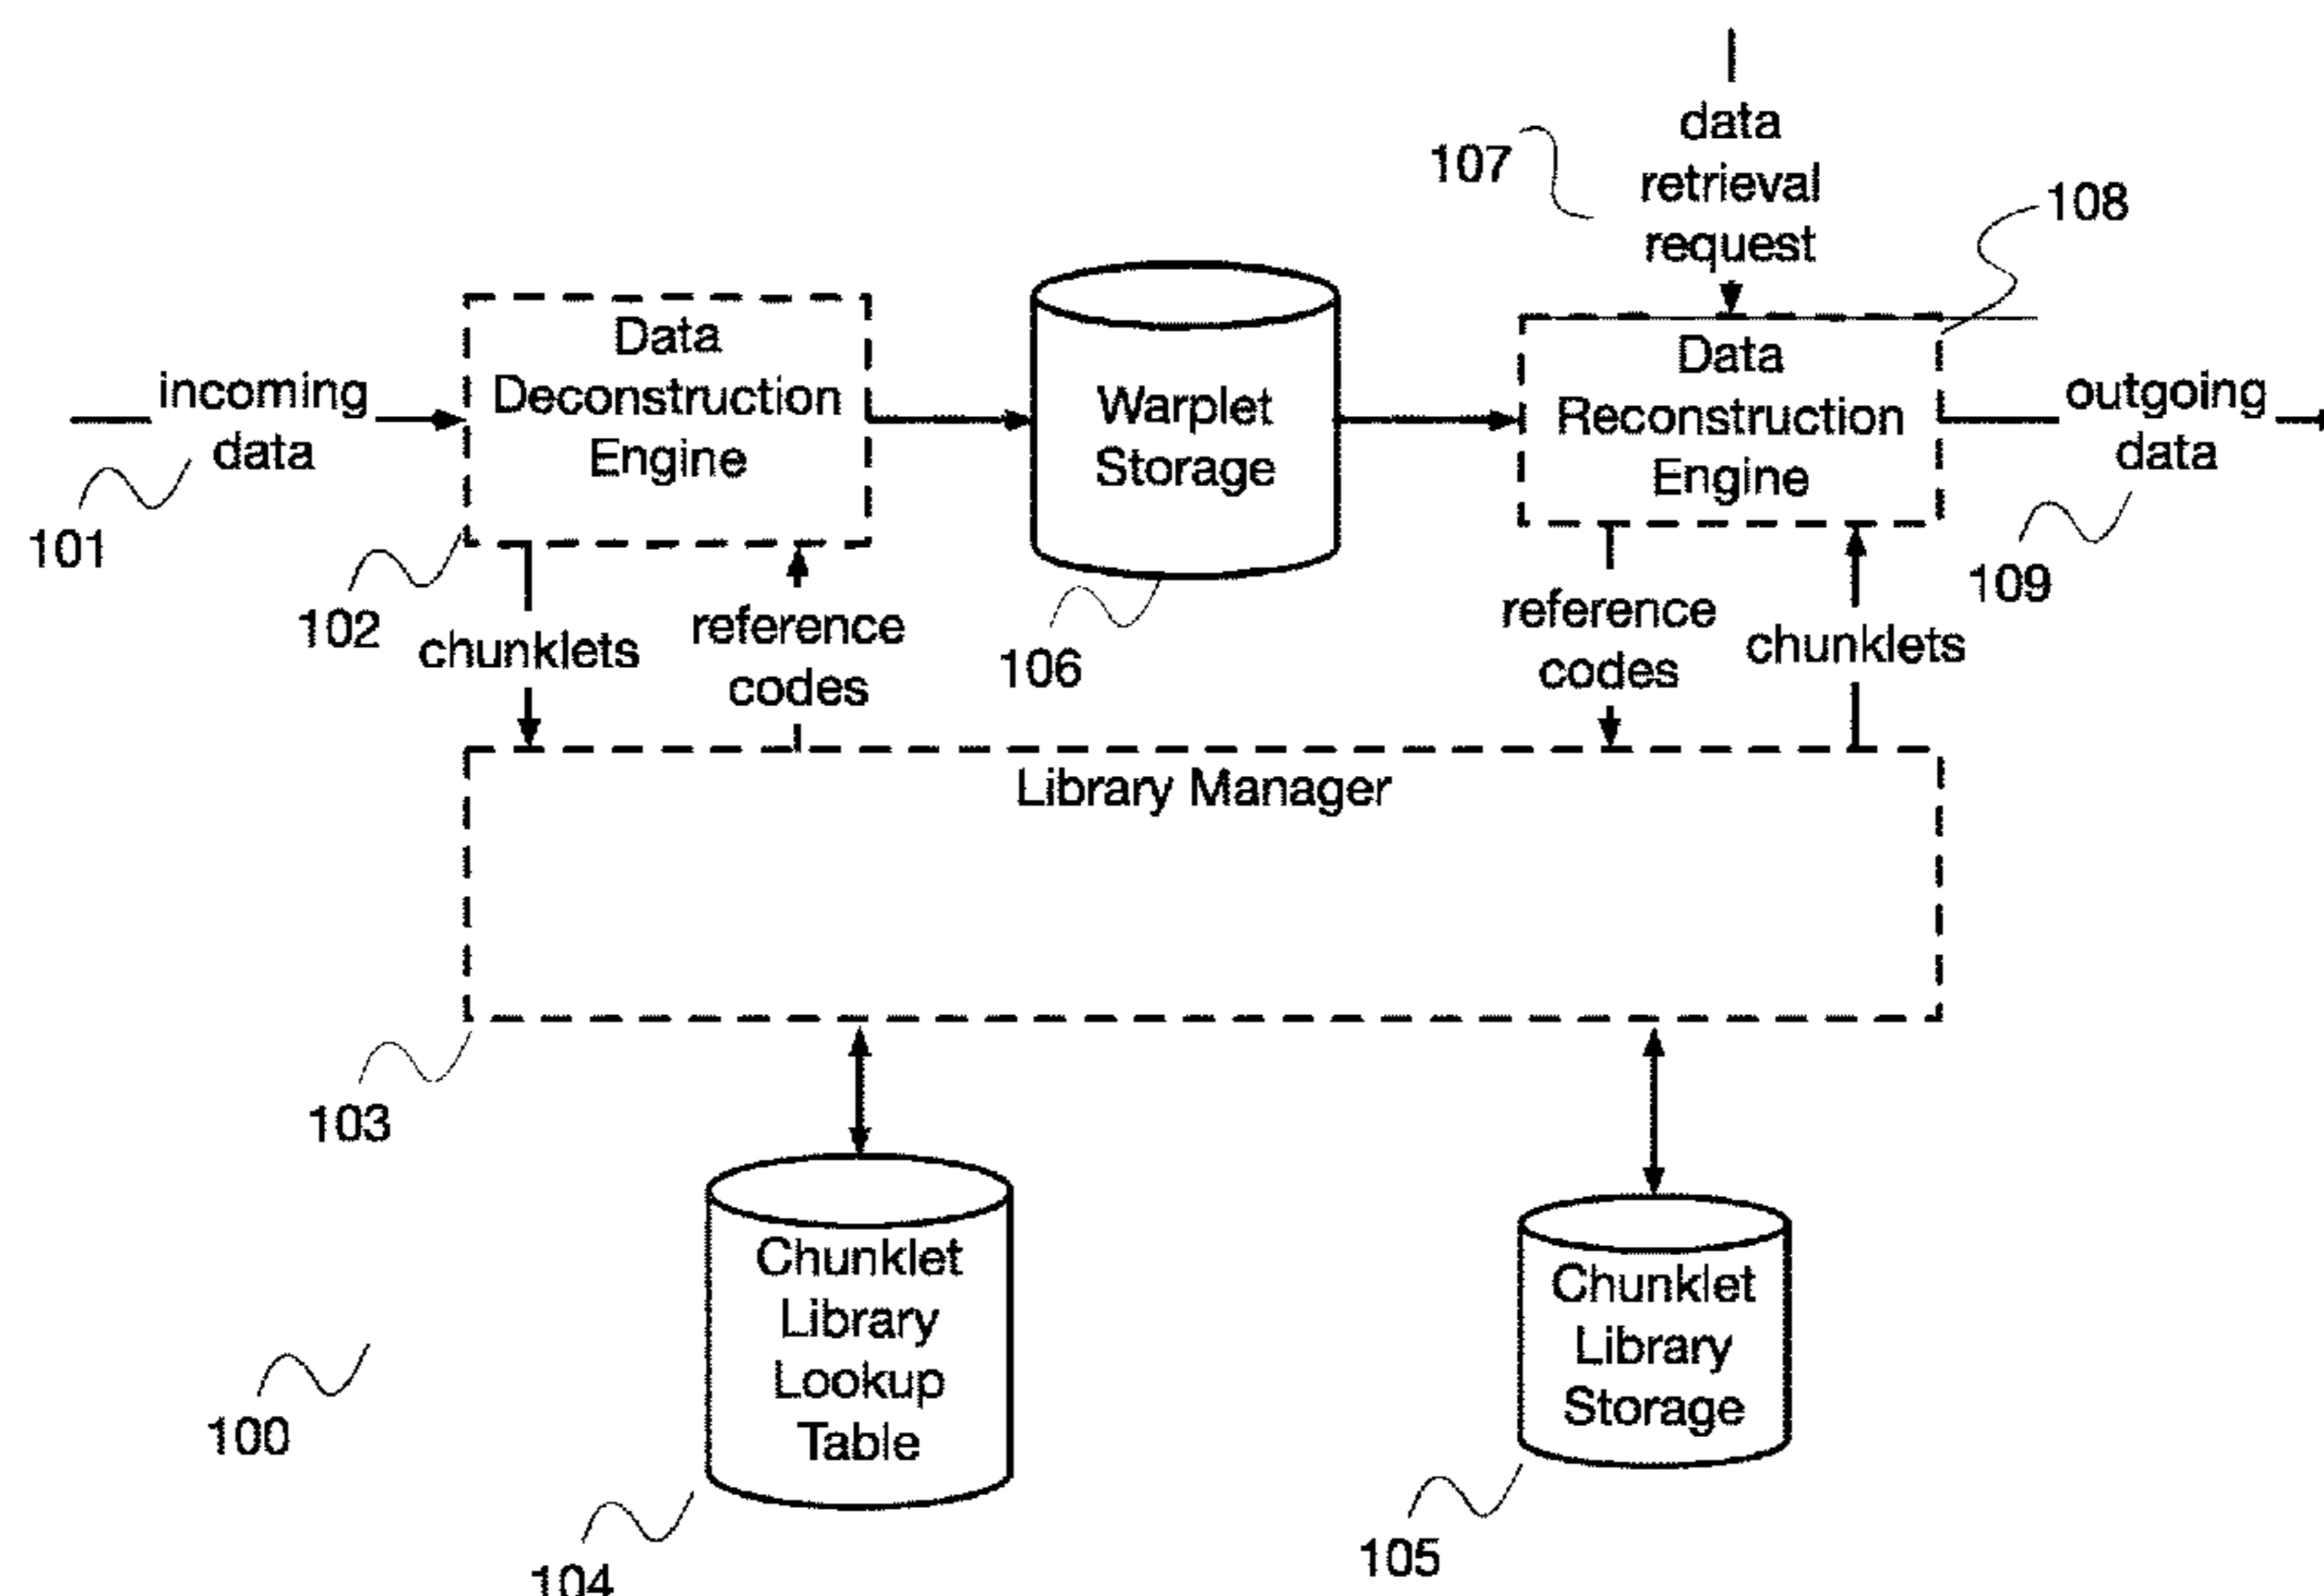 data
retrieval
request
107
108
incoming
data
101
Data
Deconstruction
Engine
102
Warplet
Storage
106
Data
Reconstruction
Engine
outgoing
data
109
chunklets
reference
codes
reference
codes
chunklets
Library Manager
103
Chunklet
Library
Lookup
Table
104
Chunklet
Library
Storage
105
100